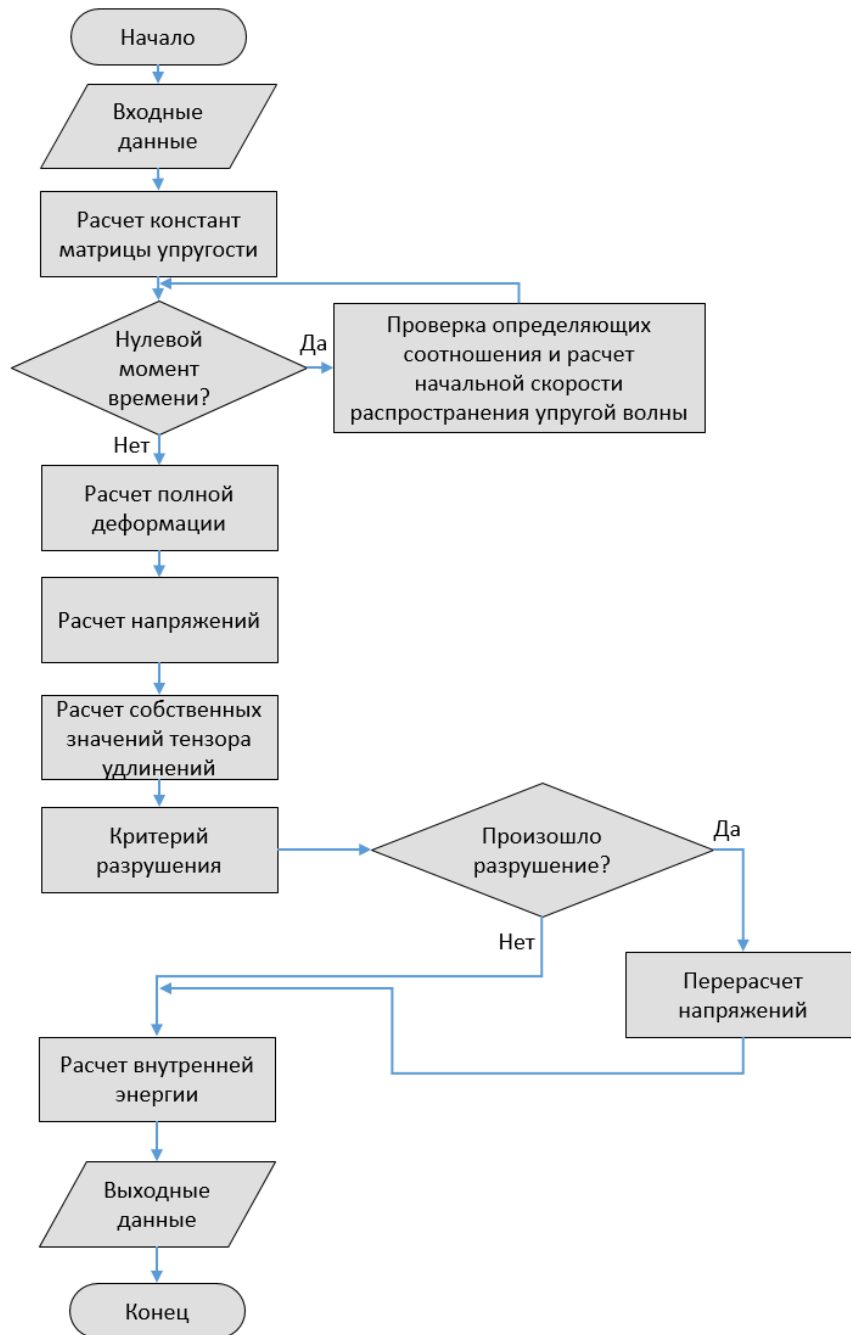 Начало
Входные
данные
Расчет констант
матрицы упругости
Нулевой
момент
времени?
Да
Проверка определяющих
соотношения и расчет
начальной скорости
распространения упругой волны
Нет
Расчет полной
деформации
Расчет напряжений
Расчет собственных
значений тензора
удлинений
Критерий
разрушения
Произошло
разрушение?
Да
Нет
Перерасчет
напряжений
Расчет внутренней
энергии
Выходные
данные
Конец